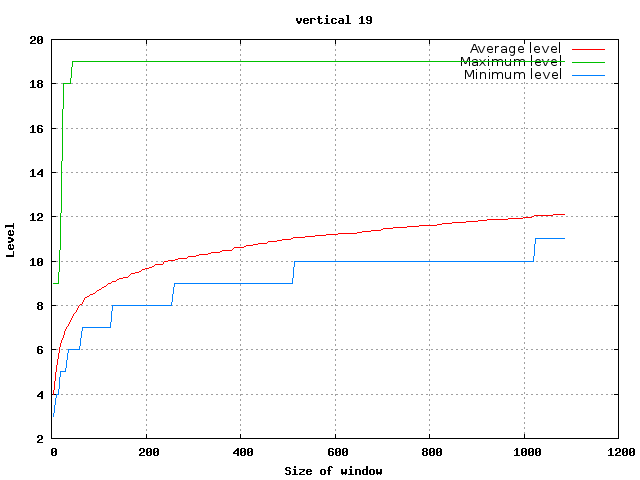 vertical 19
Average level
Maximum level
Minimum level
20
18
16
14
12
10
8
6
4
2
Level
0 200 400 600 800 1000 1200
Size of window